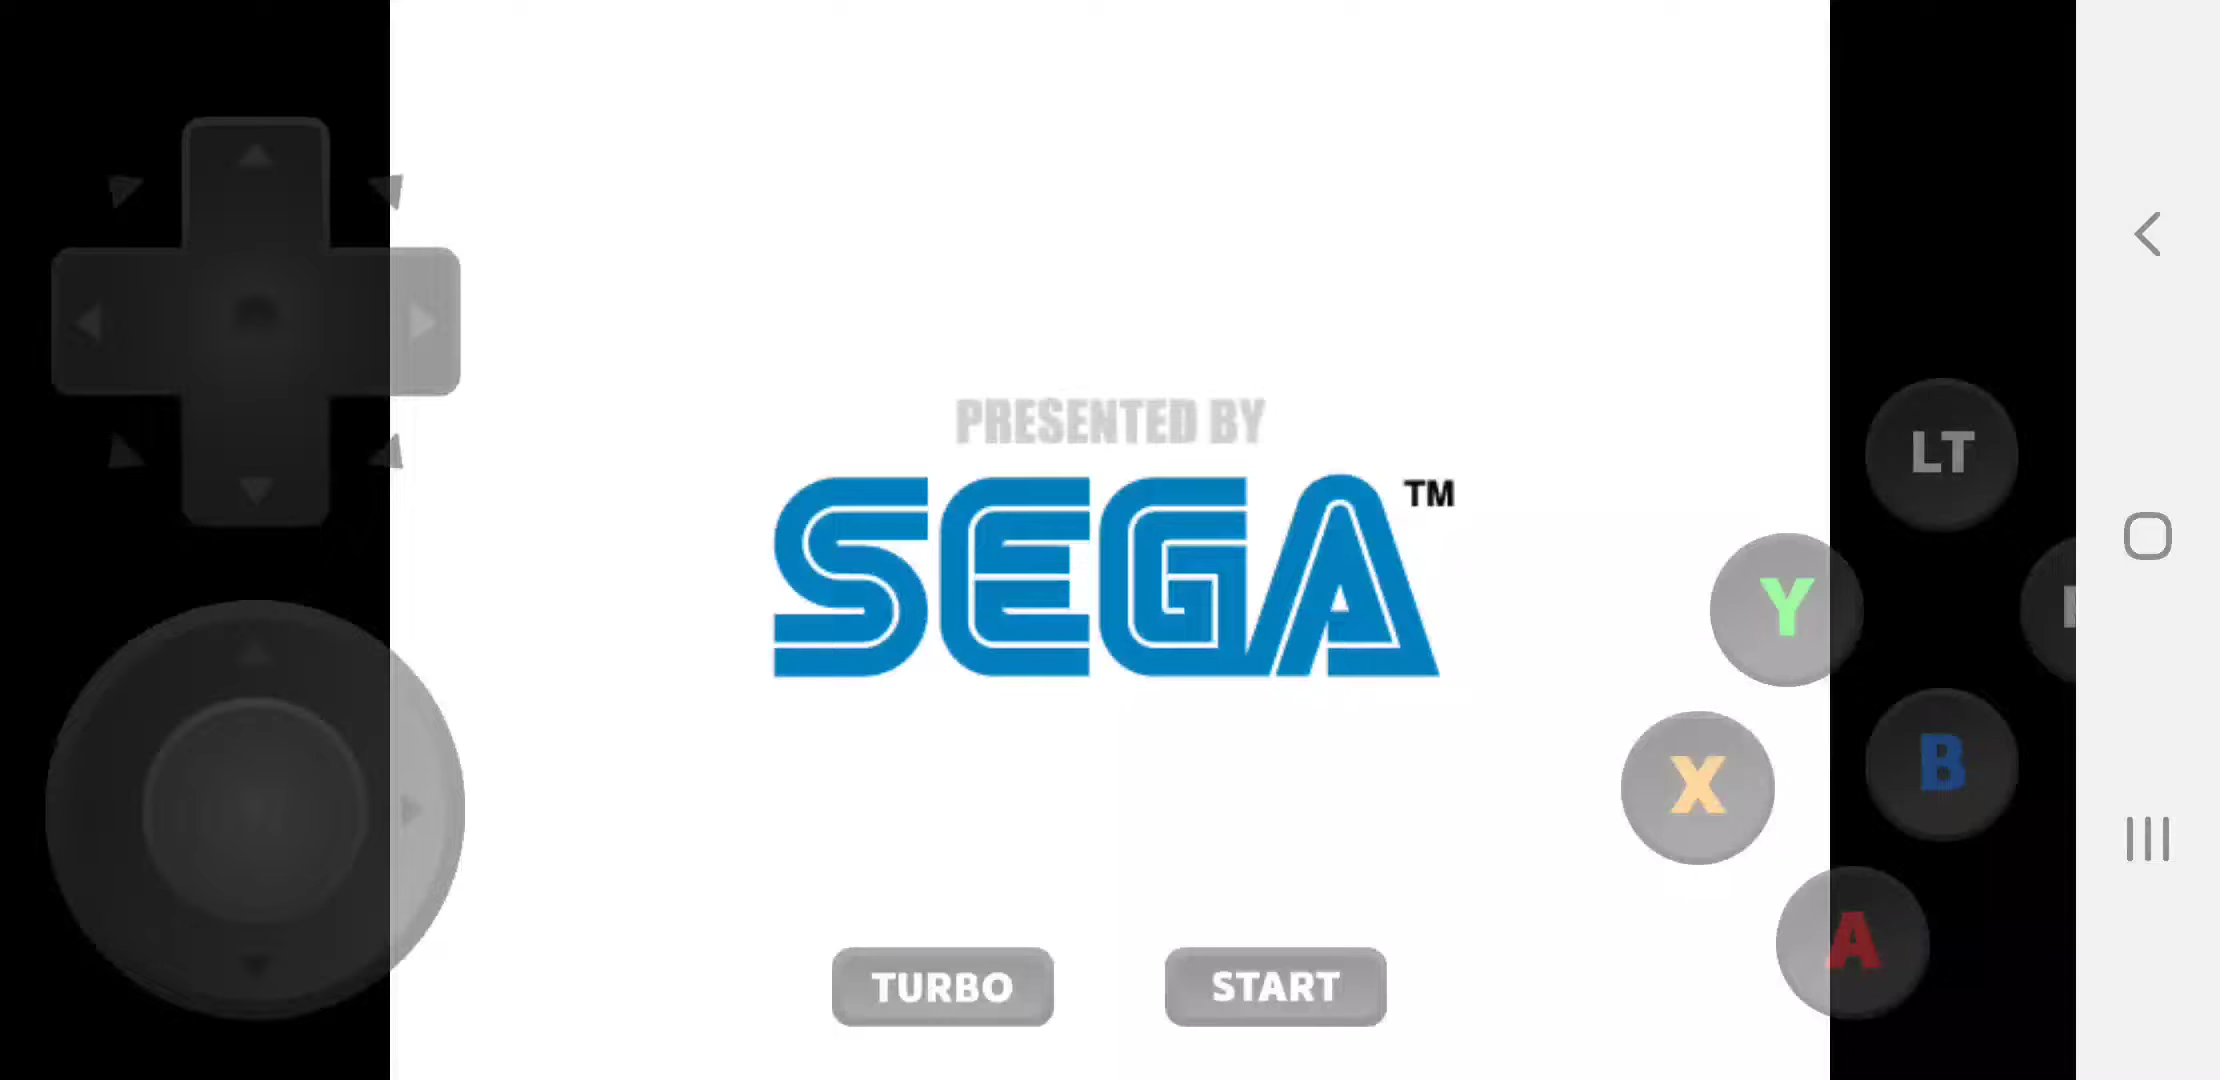 PRESENTED BY
SEGA™
LT
Y
B
X
A
TURBO
START